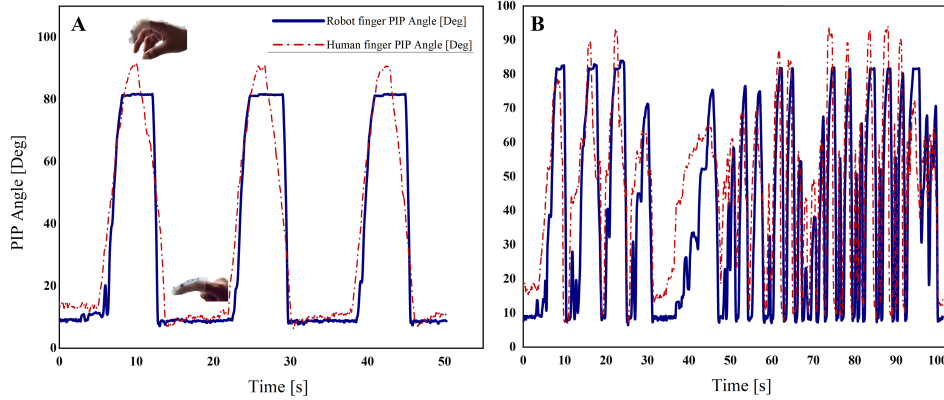 A
Robot finger PIP Angle [Deg]
Human finger PIP Angle [Deg]
PIP Angle [Deg]
100
80
60
40
20
0
0 10 20 30 40 50
Time [s]
B
100
90
80
70
60
50
40
30
20
10
0
0 10 20 30 40 50 60 70 80 90 100
Time [s]